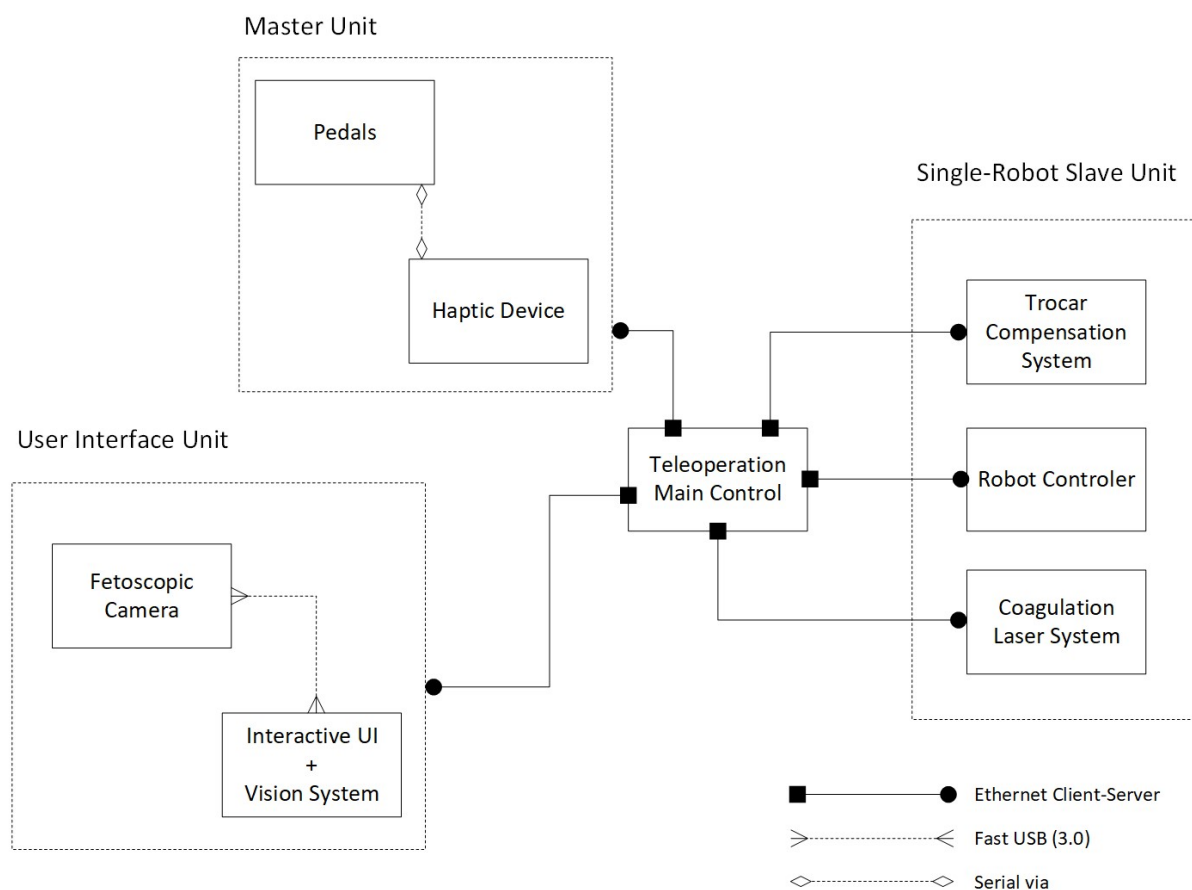 Master Unit
Pedals
Haptic Device
Single-Robot Slave Unit
Trocar
Compensation
System
Robot Controler
Coagulation
Laser System
Teleoperation
Main Control
User Interface Unit
Fetoscopic
Camera
Interactive UI
+
Vision System
Ethernet Client-Server
Fast USB (3.0)
Serial via